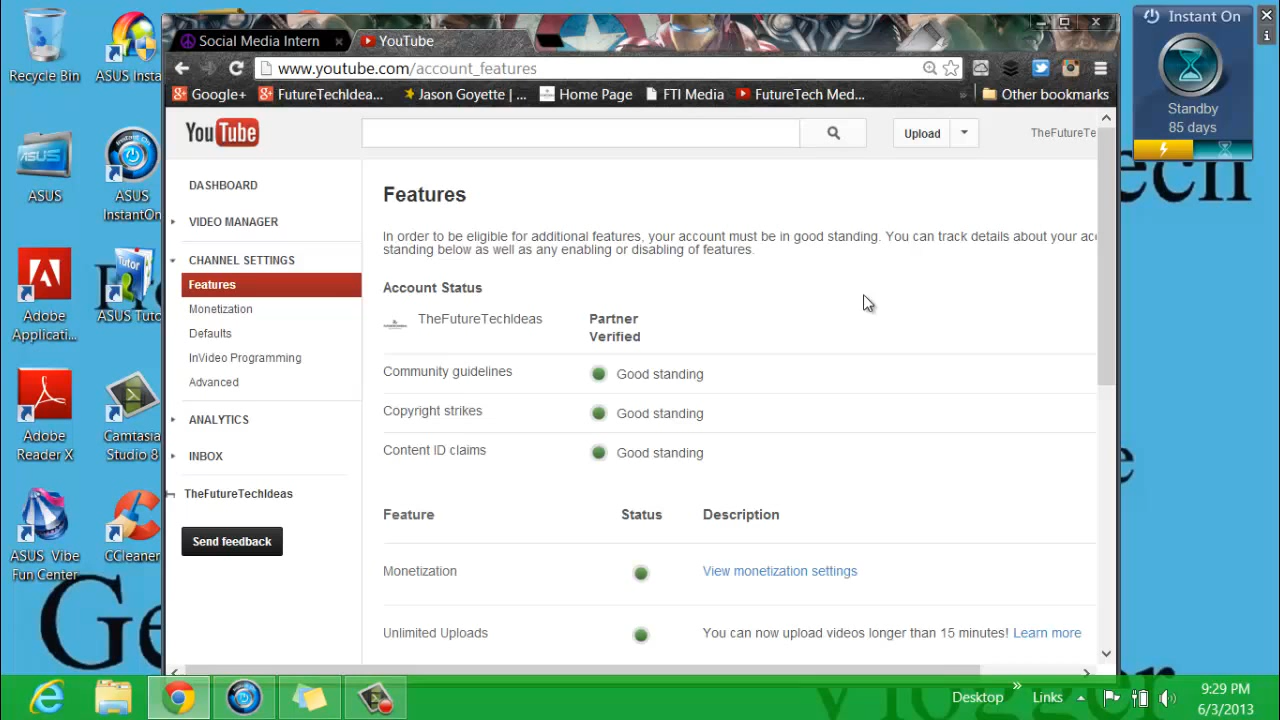 Recycle Bin
ASUS Insta
ASUS
ASUS InstantOn
Adobe Applicati...
ASUS Tuto
Adobe Reader X
Camtasia Studio 8
ASUS Vibe Fun Center
CCleaner
Social Media Intern
YouTube
www.youtube.com/account_features
Google+
FutureTechIdea...
Jason Goyette | ...
Home Page
FTI Media
FutureTech Med...
Other bookmarks
YouTube
Upload
TheFutureTe
DASHBOARD
VIDEO MANAGER
CHANNEL SETTINGS
Features
Monetization
Defaults
InVideo Programming
Advanced
ANALYTICS
INBOX
TheFutureTechIdeas
Send feedback
Features
In order to be eligible for additional features, your account must be in good standing. You can track details about your acc
standing below as well as any enabling or disabling of features.
Account Status
TheFutureTechIdeas
Partner
Verified
Community guidelines Good standing
Copyright strikes Good standing
Content ID claims Good standing
Feature Status Description
Monetization View monetization settings
Unlimited Uploads You can now upload videos longer than 15 minutes! Learn more
Instant On
Standby
85 days
Desktop
Links
9:29 PM
6/3/2013